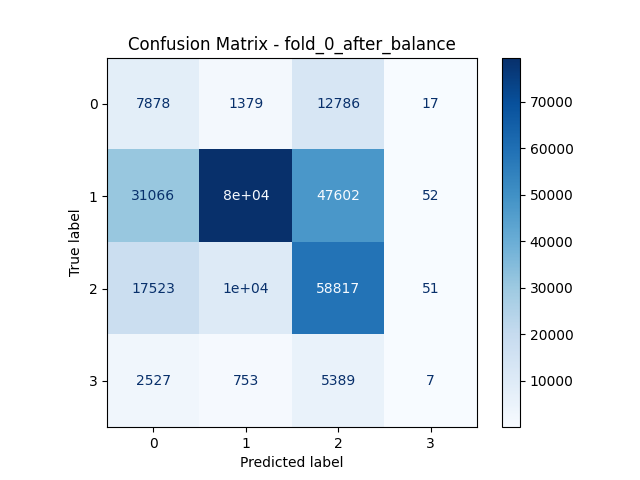 Confusion Matrix - fold_0_after_balance
0 7878 1379 12786 17
1 31066 8e+04 47602 52
2 17523 1e+04 58817 51
3 2527 753 5389 7
0 1 2 3
True label
Predicted label
70000
60000
50000
40000
30000
20000
10000